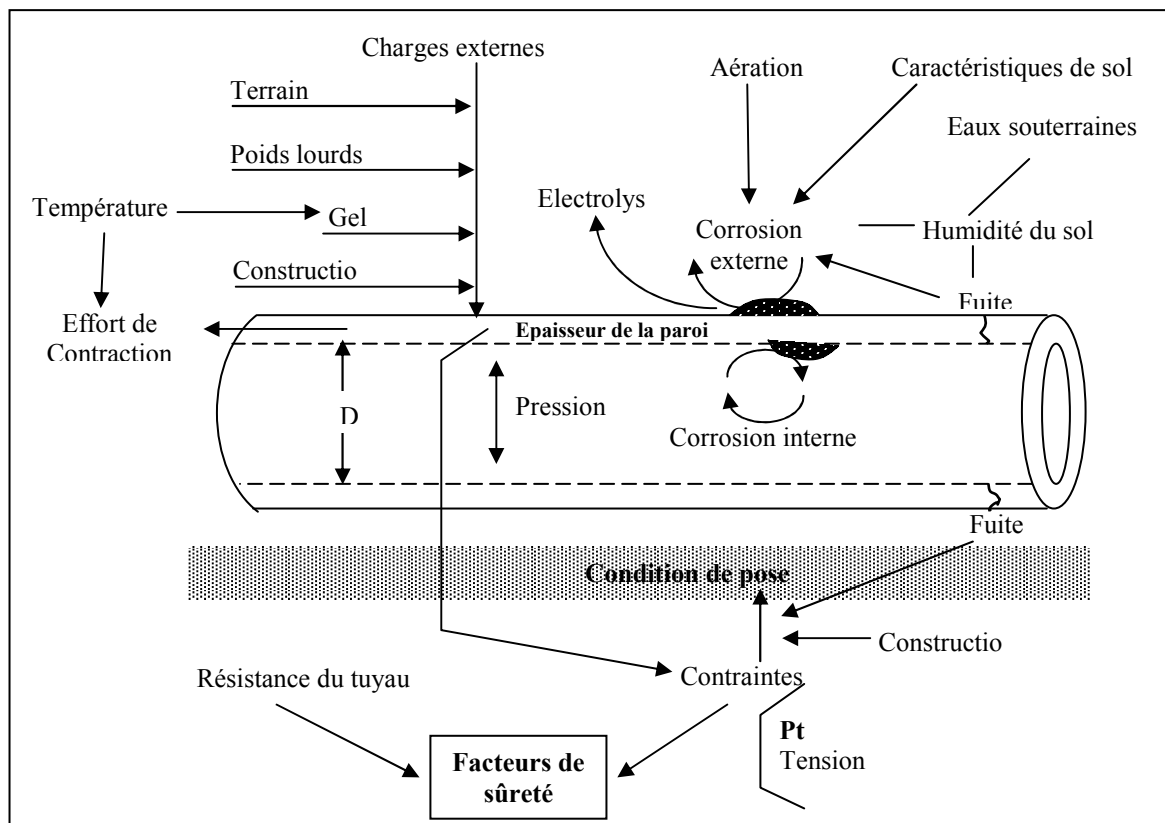 Charges externes
Aération
Caractéristiques de sol
Terrain
Eaux souterraines
Poids lourds
Electrolys
Température
Gel
Corrosion
externe
Humidité du sol
Constructio
Fuite
Effort de
Contraction
Epaisseur de la paroi
D
Pression
Corrosion interne
Fuite
Condition de pose
Constructio
Résistance du tuyau
Contraintes
Pt
Tension
Facteurs de
sûreté